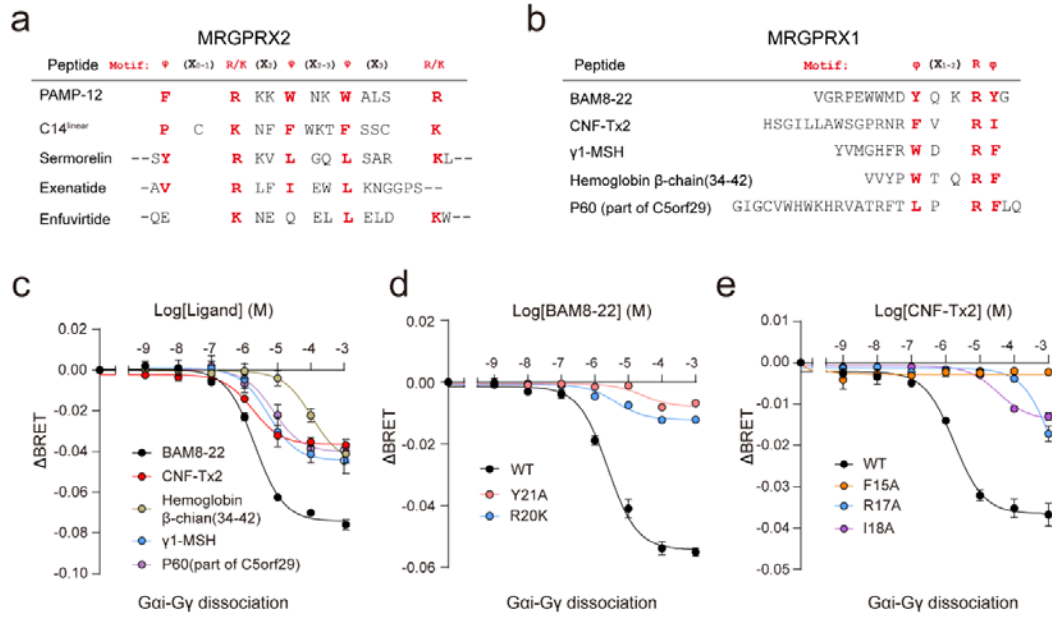 a
MRGPRX2
Peptide Motif: φ (X0-1) R/K (X2) φ (X2-3) φ (X3) R/K
PAMP-12 F R KK W NK W ALS R
C14linear P C K NF F WKT F SSC K
Sermorelin --SY R KV L GQ L SAR KL--
Exenatide --AV R LF I EW L KNGGPS--
Enfuvirtide --QE K NE Q EL L ELD KW--
b
MRGPRX1
Peptide Motif: φ (X1-2) R φ
BAM8-22 VGRPEWWMD Y Q K R YG
CNF-Tx2 HSGILLAWSGPRNR F V R I
γ1-MSH YVMGHFR W D R F
Hemoglobin β-chain(34-42) VVYP W T Q R F
P60 (part of C5orf29) GIGCVWHWKHRVATRFT L P R FLQ
c
Log[Ligand] (M)
-9 -8 -7 -6 -5 -4 -3
0.02
0.00
-0.02
-0.04
-0.06
-0.08
-0.10
ΔBRET
BAM8-22
CNF-Tx2
Hemoglobin
β-chian(34-42)
γ1-MSH
P60(part of C5orf29)
Gαi-Gγ dissociation
d
Log[BAM8-22] (M)
-9 -8 -7 -6 -5 -4 -3
0.02
0.00
-0.02
-0.04
-0.06
ΔBRET
WT
Y21A
R20K
Gαi-Gγ dissociation
e
Log[CNF-Tx2] (M)
-9 -8 -7 -6 -5 -4 -3
0.01
0.00
-0.01
-0.02
-0.03
-0.04
-0.05
ΔBRET
WT
F15A
R17A
I18A
Gαi-Gγ dissociation